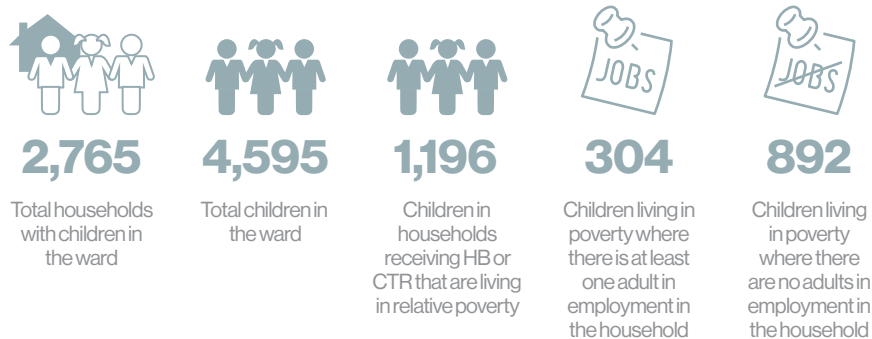 JOBS
JOBS
2,765
4,595
1,196
304
892
Total households
with children in
the ward
Total children in
the ward
Children in
households
receiving HB or
CTR that are living
in relative poverty
Children living in
poverty where
there is at least
one adult in
employment in
the household
Children living
in poverty
where there
are no adults in
employment in
the household